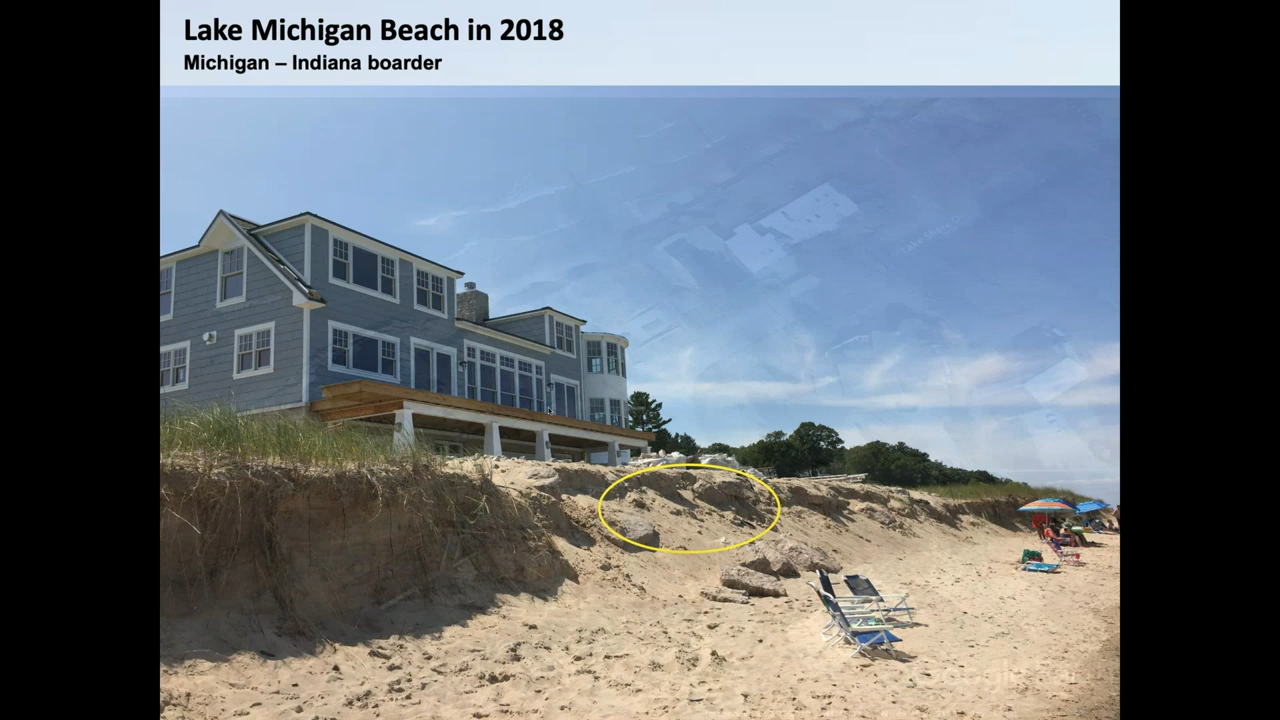 Lake Michigan Beach in 2018
Michigan – Indiana boarder